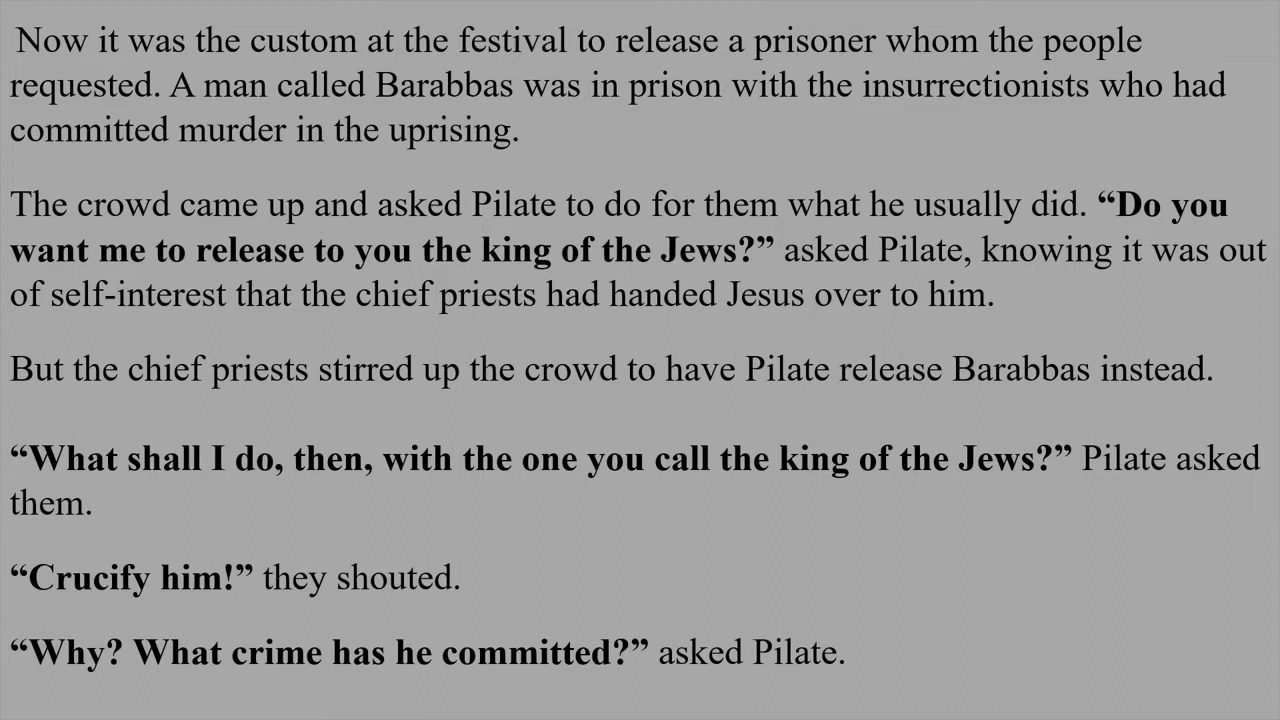 Now it was the custom at the festival to release a prisoner whom the people
requested. A man called Barabbas was in prison with the insurrectionists who had
committed murder in the uprising.
The crowd came up and asked Pilate to do for them what he usually did. “Do you
want me to release to you the king of the Jews?” asked Pilate, knowing it was out
of self-interest that the chief priests had handed Jesus over to him.
But the chief priests stirred up the crowd to have Pilate release Barabbas instead.
“What shall I do, then, with the one you call the king of the Jews?” Pilate asked
them.
“Crucify him!” they shouted.
“Why? What crime has he committed?” asked Pilate.